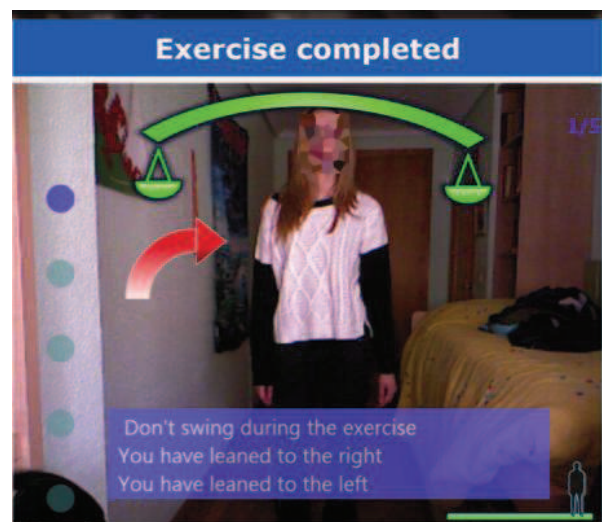 Exercise completed
1/5
Don't swing during the exercise
You have leaned to the right
You have leaned to the left